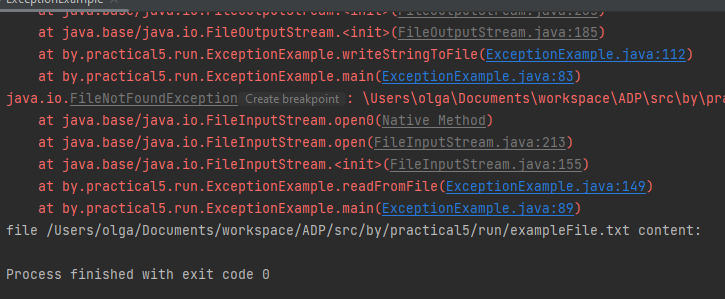 ExceptionExample
at java.base/java.io.FileOutputStream.<init>(FileOutputStream.java:235)
at java.base/java.io.FileOutputStream.<init>(FileOutputStream.java:185)
at by.practical5.run.ExceptionExample.writeStringToFile(ExceptionExample.java:112)
at by.practical5.run.ExceptionExample.main(ExceptionExample.java:83)
java.io.FileNotFoundException Create breakpoint : \Users\olga\Documents\workspace\ADP\src\by\pra
at java.base/java.io.FileInputStream.open0(Native Method)
at java.base/java.io.FileInputStream.open(FileInputStream.java:213)
at java.base/java.io.FileInputStream.<init>(FileInputStream.java:155)
at by.practical5.run.ExceptionExample.readFromFile(ExceptionExample.java:149)
at by.practical5.run.ExceptionExample.main(ExceptionExample.java:89)
file /Users/olga/Documents/workspace/ADP/src/by/practical5/run/exampleFile.txt content:
Process finished with exit code 0